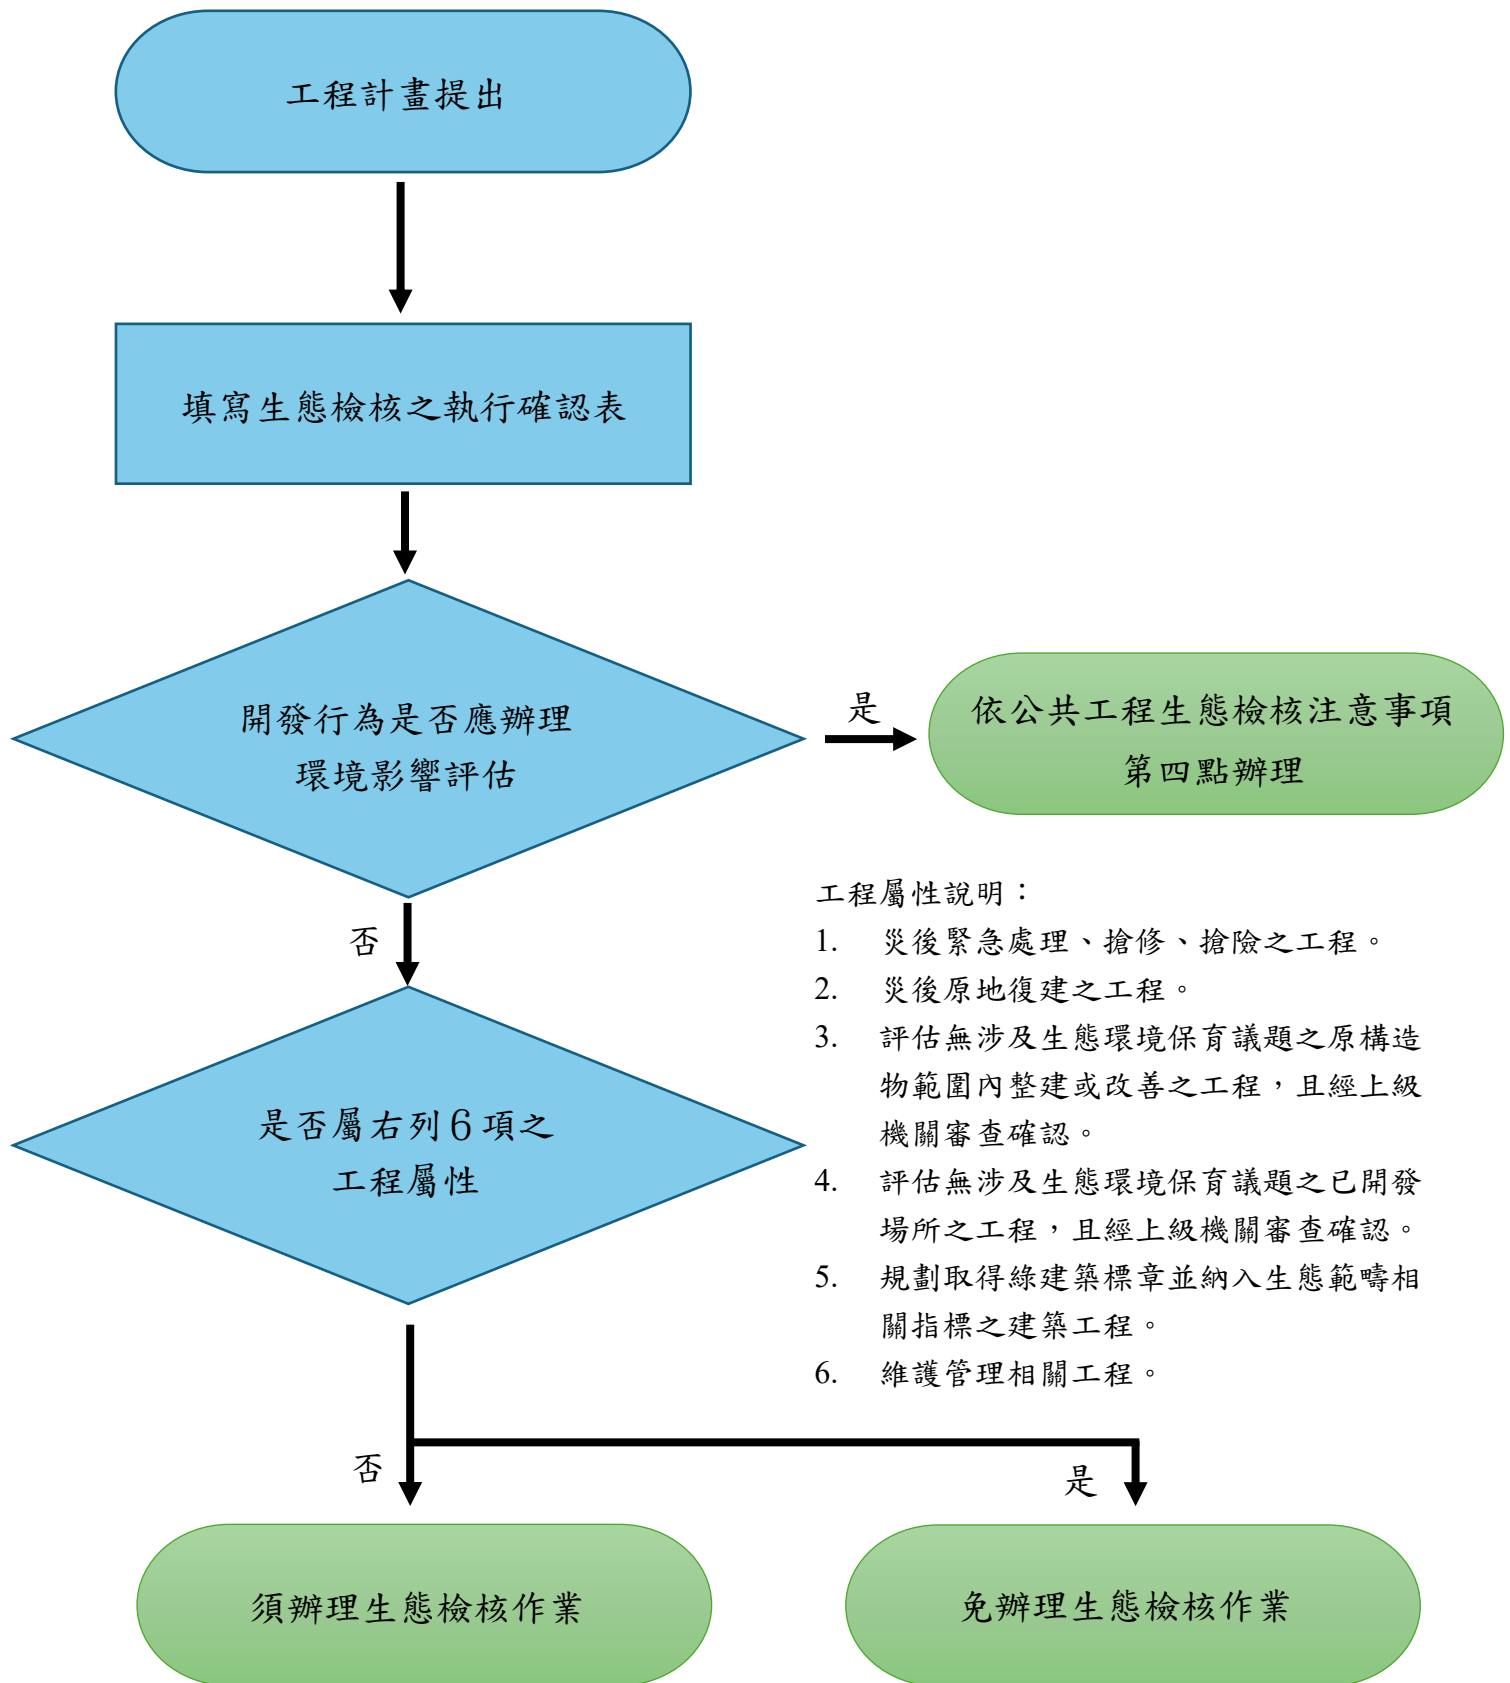 工程計畫提出
填寫生態檢核之執行確認表
開發行為是否應辦理
環境影響評估
是
依公共工程生態檢核注意事項
第四點辦理
否
是否屬右列6項之
工程屬性
工程屬性說明：
1. 災後緊急處理、搶修、搶險之工程。
2. 災後原地復建之工程。
3. 評估無涉及生態環境保育議題之原構造
物範圍內整建或改善之工程，且經上級
機關審查確認。
4. 評估無涉及生態環境保育議題之已開發
場所之工程，且經上級機關審查確認。
5. 規劃取得綠建築標章並納入生態範疇相
關指標之建築工程。
6. 維護管理相關工程。
否
是
須辦理生態檢核作業
免辦理生態檢核作業